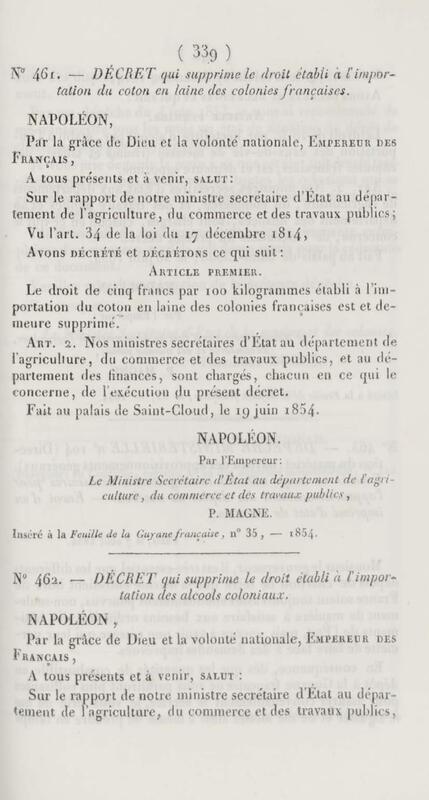 ( 339 )
N° 461. — DÉCRET qui supprime le droit établi à l'impor-
tation du coton en laine des colonies françaises.
NAPOLÉON,
Par la grâce de Dieu et la volonté nationale, EMPEREUR DES
FRANÇAIS,
A tous présents et à venir, SALUT:
Sur le rapport de notre ministre secrétaire d'État au dépar-
tement de l'agriculture, du commerce et des travaux publics;
Vu l'art. 34 de la loi du 17 décembre 1814,
Avons DÉCRÉTÉ et DÉCRÉTONS ce qui suit:
ARTICLE PREMIER.
Le droit de cinq francs par 100 kilogrammes établi à l'im-
portation du coton en laine des colonies françaises est et de-
meure supprimé.
ART. 2. Nos ministres secrétaires d'État au département de
l'agriculture, du commerce et des travaux publics, et au dé-
partement des finances, sont chargés, chacun en ce qui le
concerne, de l'exécution du présent décret.
Fait au palais de Saint-Cloud, le 19 juin 1854.
NAPOLÉON.
Par l'Empereur:
Le Ministre Secrétaire d'État au département de l'agri-
culture, du commerce et des travaux publics,
P. MAGNE.
Inséré à la Feuille de la Guyane française, n° 35, — 1854.
N° 462. — DÉCRET qui supprime le droit établi à l'impor-
tation des alcools coloniaux.
NAPOLÉON,
Par la grâce de Dieu et la volonté nationale, EMPEREUR DES
FRANÇAIS,
A tous présents et à venir, SALUT:
Sur le rapport de notre ministre secrétaire d'État au dépar-
tement de l'agriculture, du commerce et des travaux publics,